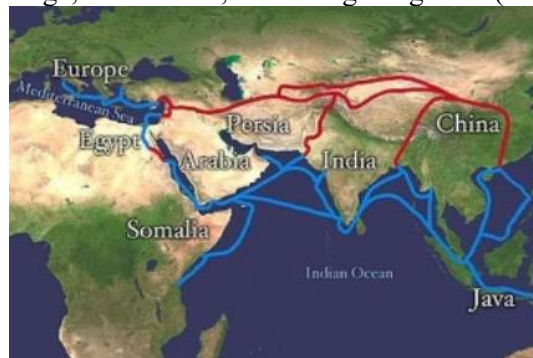 Europe
Mediterranean Sea
Egypt
Persia
China
Arabia
India
Somalia
Indian Ocean
Java